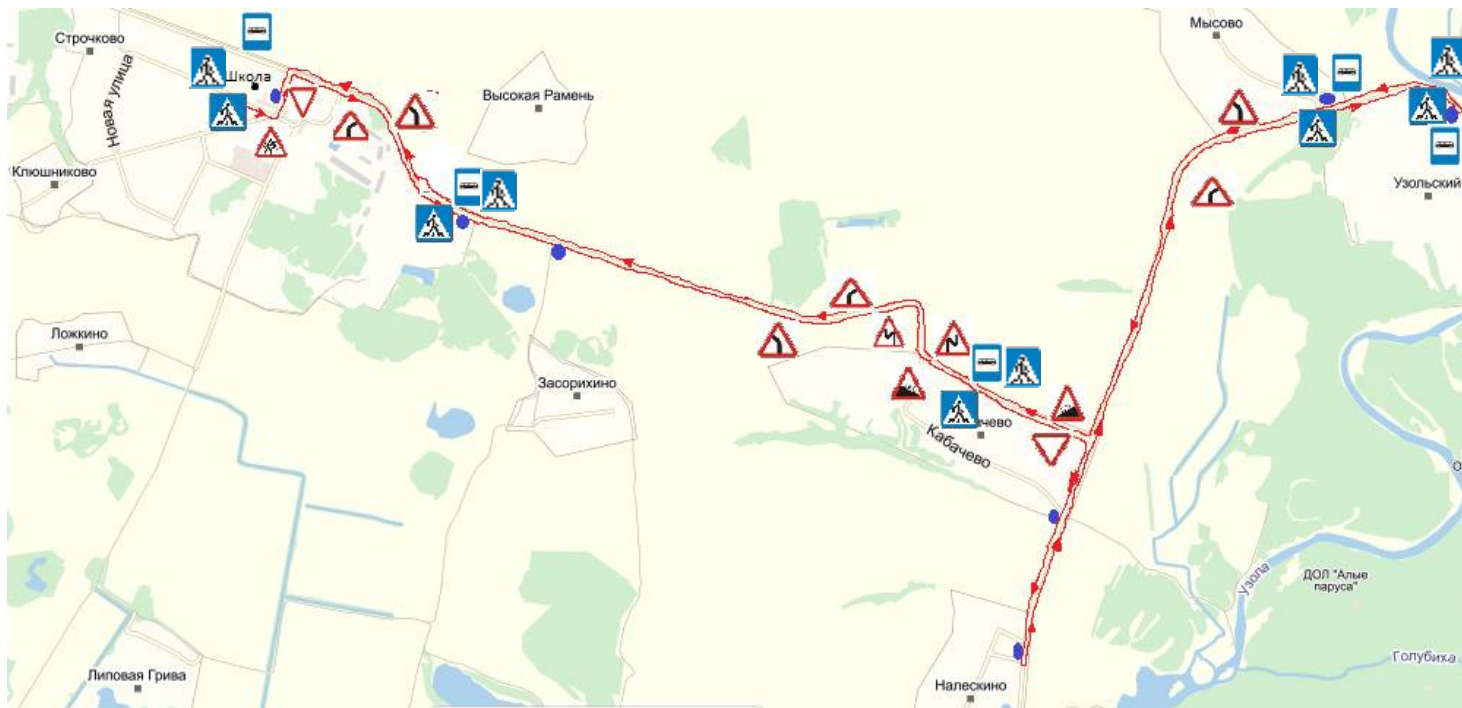 Мысово
Строчково
Школа
Высокая Рамень
Новая улица
Клюшниково
Узольский
Ложкино
Засорихино
чево
Кабачево
Узола
ДОЛ "Алые
паруса"
Голубиха
Липовая Грива
Налескино